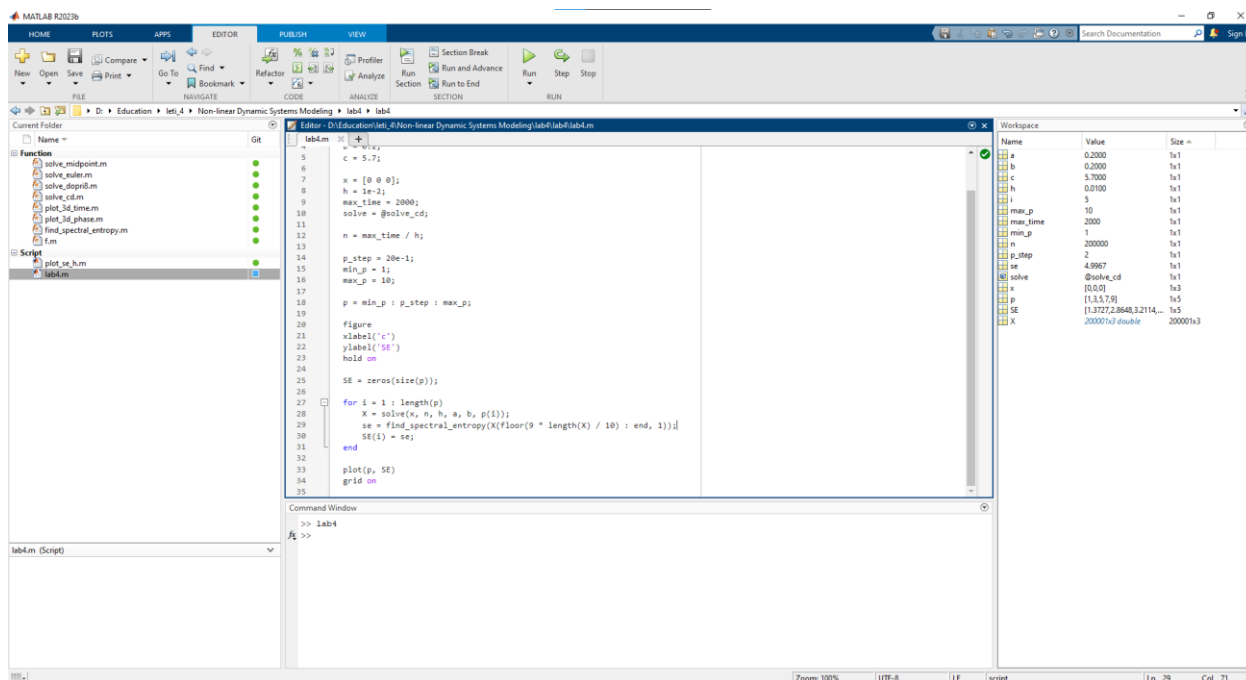 MATLAB R2023b
HOME PLOTS APPS EDITOR PUBLISH VIEW
Search Documentation
Sign
New Open Save Compare Print
Go To Find Bookmark
Refactor
Profiler
Analyze
Run Section
Section Break
Run and Advance
Run to End
Run Step Stop
FILE NAVIGATE CODE ANALYZE SECTION RUN
D: ▸ Education ▸ leti_4 ▸ Non-linear Dynamic Systems Modeling ▸ lab4 ▸ lab4
Current Folder
Name Git
Function
solve_midpoint.m
solve_euler.m
solve_dopri8.m
solve_cd.m
plot_3d_time.m
plot_3d_phase.m
find_spectral_entropy.m
f.m
Script
plot_se_h.m
lab4.m
lab4.m (Script)
Editor - D:\Education\leti_4\Non-linear Dynamic Systems Modeling\lab4\lab4\lab4.m
lab4.m
4 b = 0.2;
5 c = 5.7;
6
7 x = [0 0 0];
8 h = 1e-2;
9 max_time = 2000;
10 solve = @solve_cd;
11
12 n = max_time / h;
13
14 p_step = 20e-1;
15 min_p = 1;
16 max_p = 10;
17
18 p = min_p : p_step : max_p;
19
20 figure
21 xlabel('c')
22 ylabel('SE')
23 hold on
24
25 SE = zeros(size(p));
26
27 for i = 1 : length(p)
28 X = solve(x, n, h, a, b, p(i));
29 se = find_spectral_entropy(X(floor(9 * length(X) / 10) : end, 1));
30 SE(i) = se;
31 end
32
33 plot(p, SE)
34 grid on
35
Command Window
>> lab4
fx >>
Workspace
Name Value Size
a 0.2000 1x1
b 0.2000 1x1
c 5.7000 1x1
h 0.0100 1x1
i 5 1x1
max_p 10 1x1
max_time 2000 1x1
min_p 1 1x1
n 200000 1x1
p_step 2 1x1
se 4.9967 1x1
solve @solve_cd 1x1
x [0,0,0] 1x3
p [1,3,5,7,9] 1x5
SE [1.3727,2.8648,3.2114,... 1x5
X 200001x3 double 200001x3
Zoom: 100% UTF-8 LF script Ln 29 Col 71